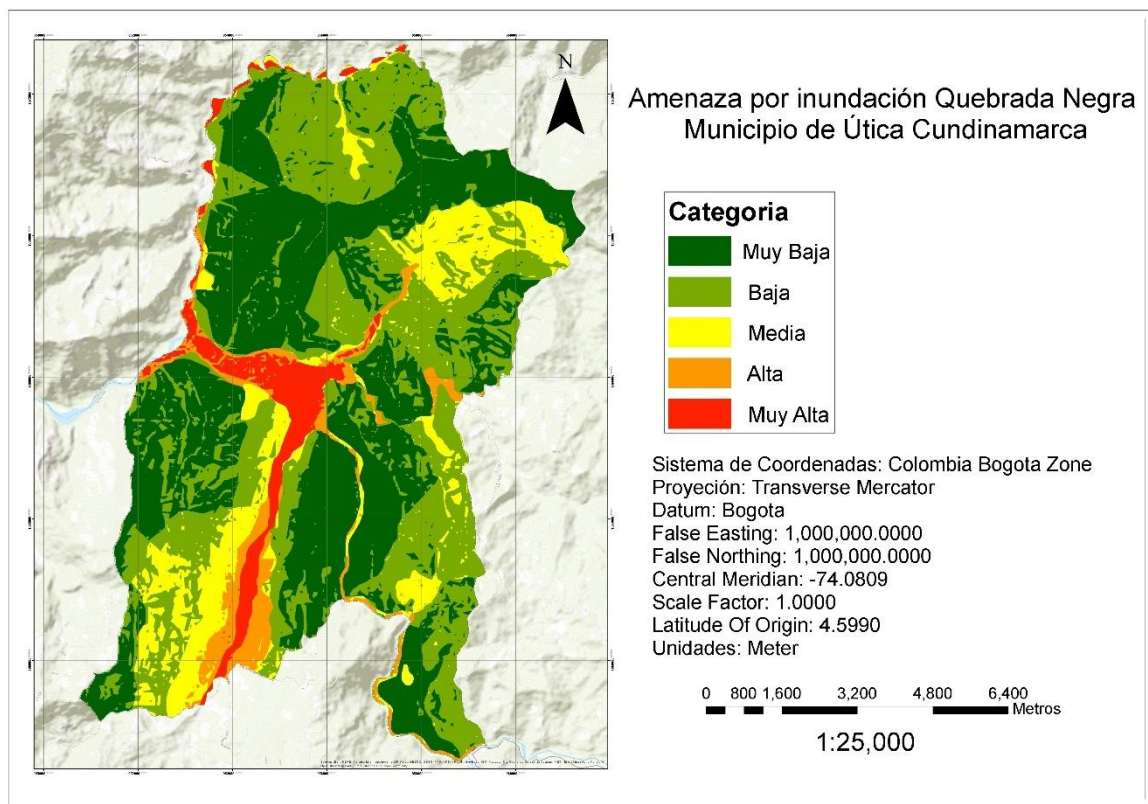 N
Amenaza por inundación Quebrada Negra
Municipio de Útica Cundinamarca
Categoria
Muy Baja
Baja
Media
Alta
Muy Alta
Sistema de Coordenadas: Colombia Bogota Zone
Proyeción: Transverse Mercator
Datum: Bogota
False Easting: 1,000,000.0000
False Northing: 1,000,000.0000
Central Meridian: -74.0809
Scale Factor: 1.0000
Latitude Of Origin: 4.5990
Unidades: Meter
0 800 1,600 3,200 4,800 6,400
Metros
1:25,000